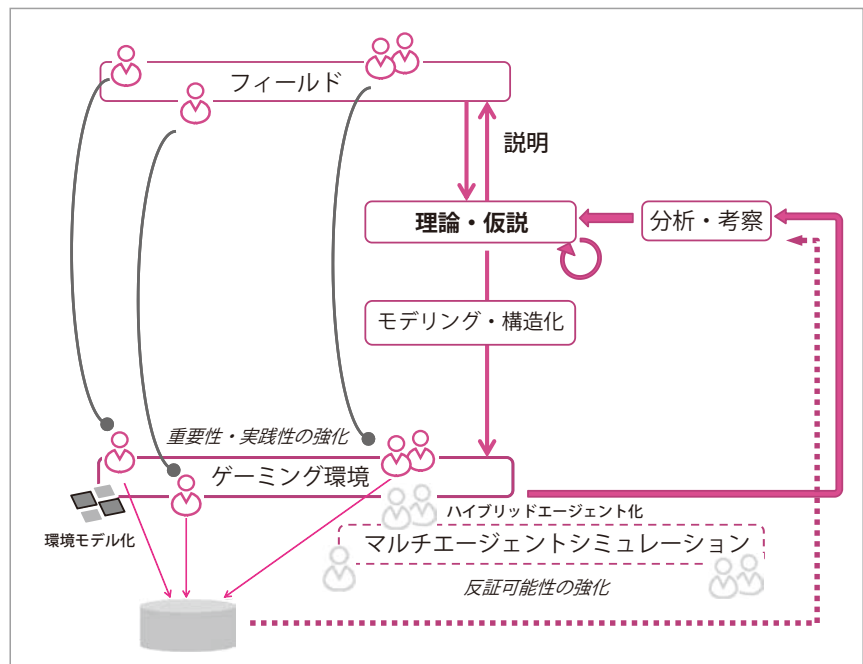 フィールド
説明
理論・仮説
分析・考察
モデリング・構造化
重要性・実践性の強化
ゲーミング環境
ハイブリッドエージェント化
環境モデル化
マルチエージェントシミュレーション
反証可能性の強化